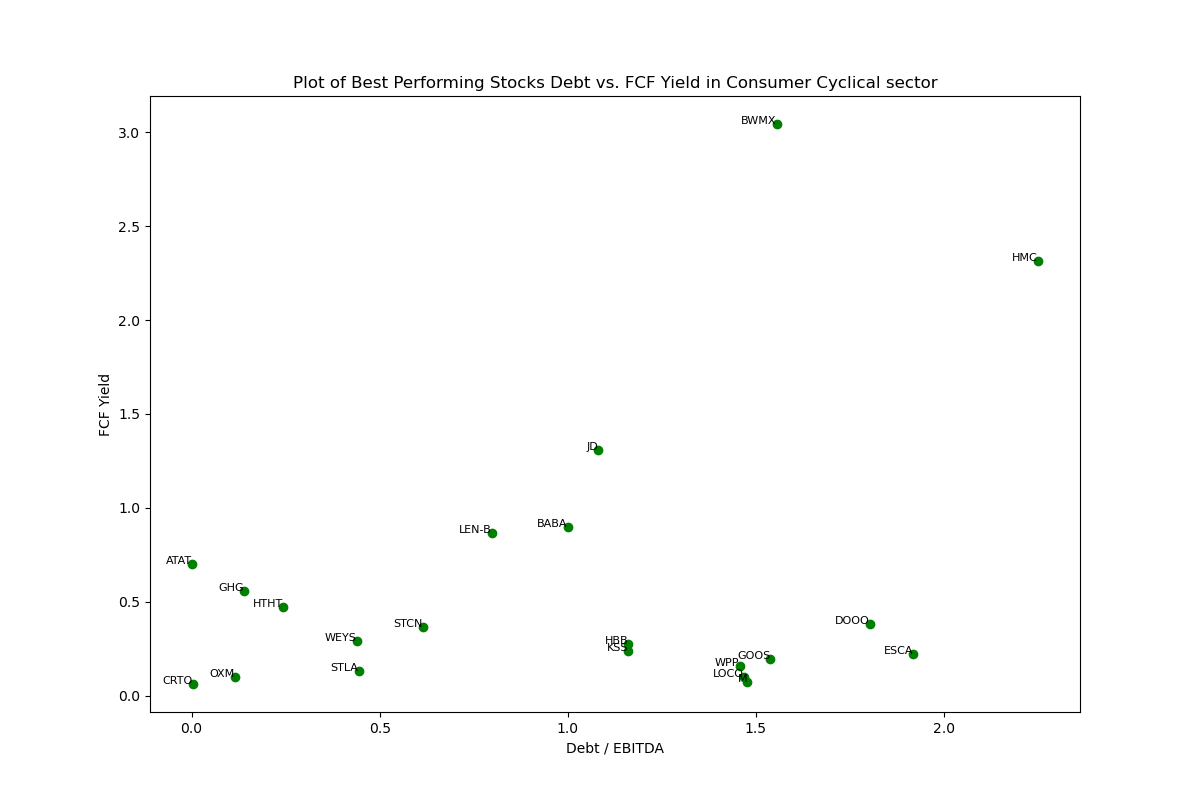 Plot of Best Performing Stocks Debt vs. FCF Yield in Consumer Cyclical sector
3.0
2.5
2.0
1.5
1.0
0.5
0.0
FCF Yield
BWMX
HMC
JD
BABA
LEN-B
ATAT
GHG
HTHT
STCN
DOOO
WEYS
HBB
KSS
ESCA
GOOS
WPP
STLA
OXM
LOCO
M
CRTO
0.0 0.5 1.0 1.5 2.0
Debt / EBITDA